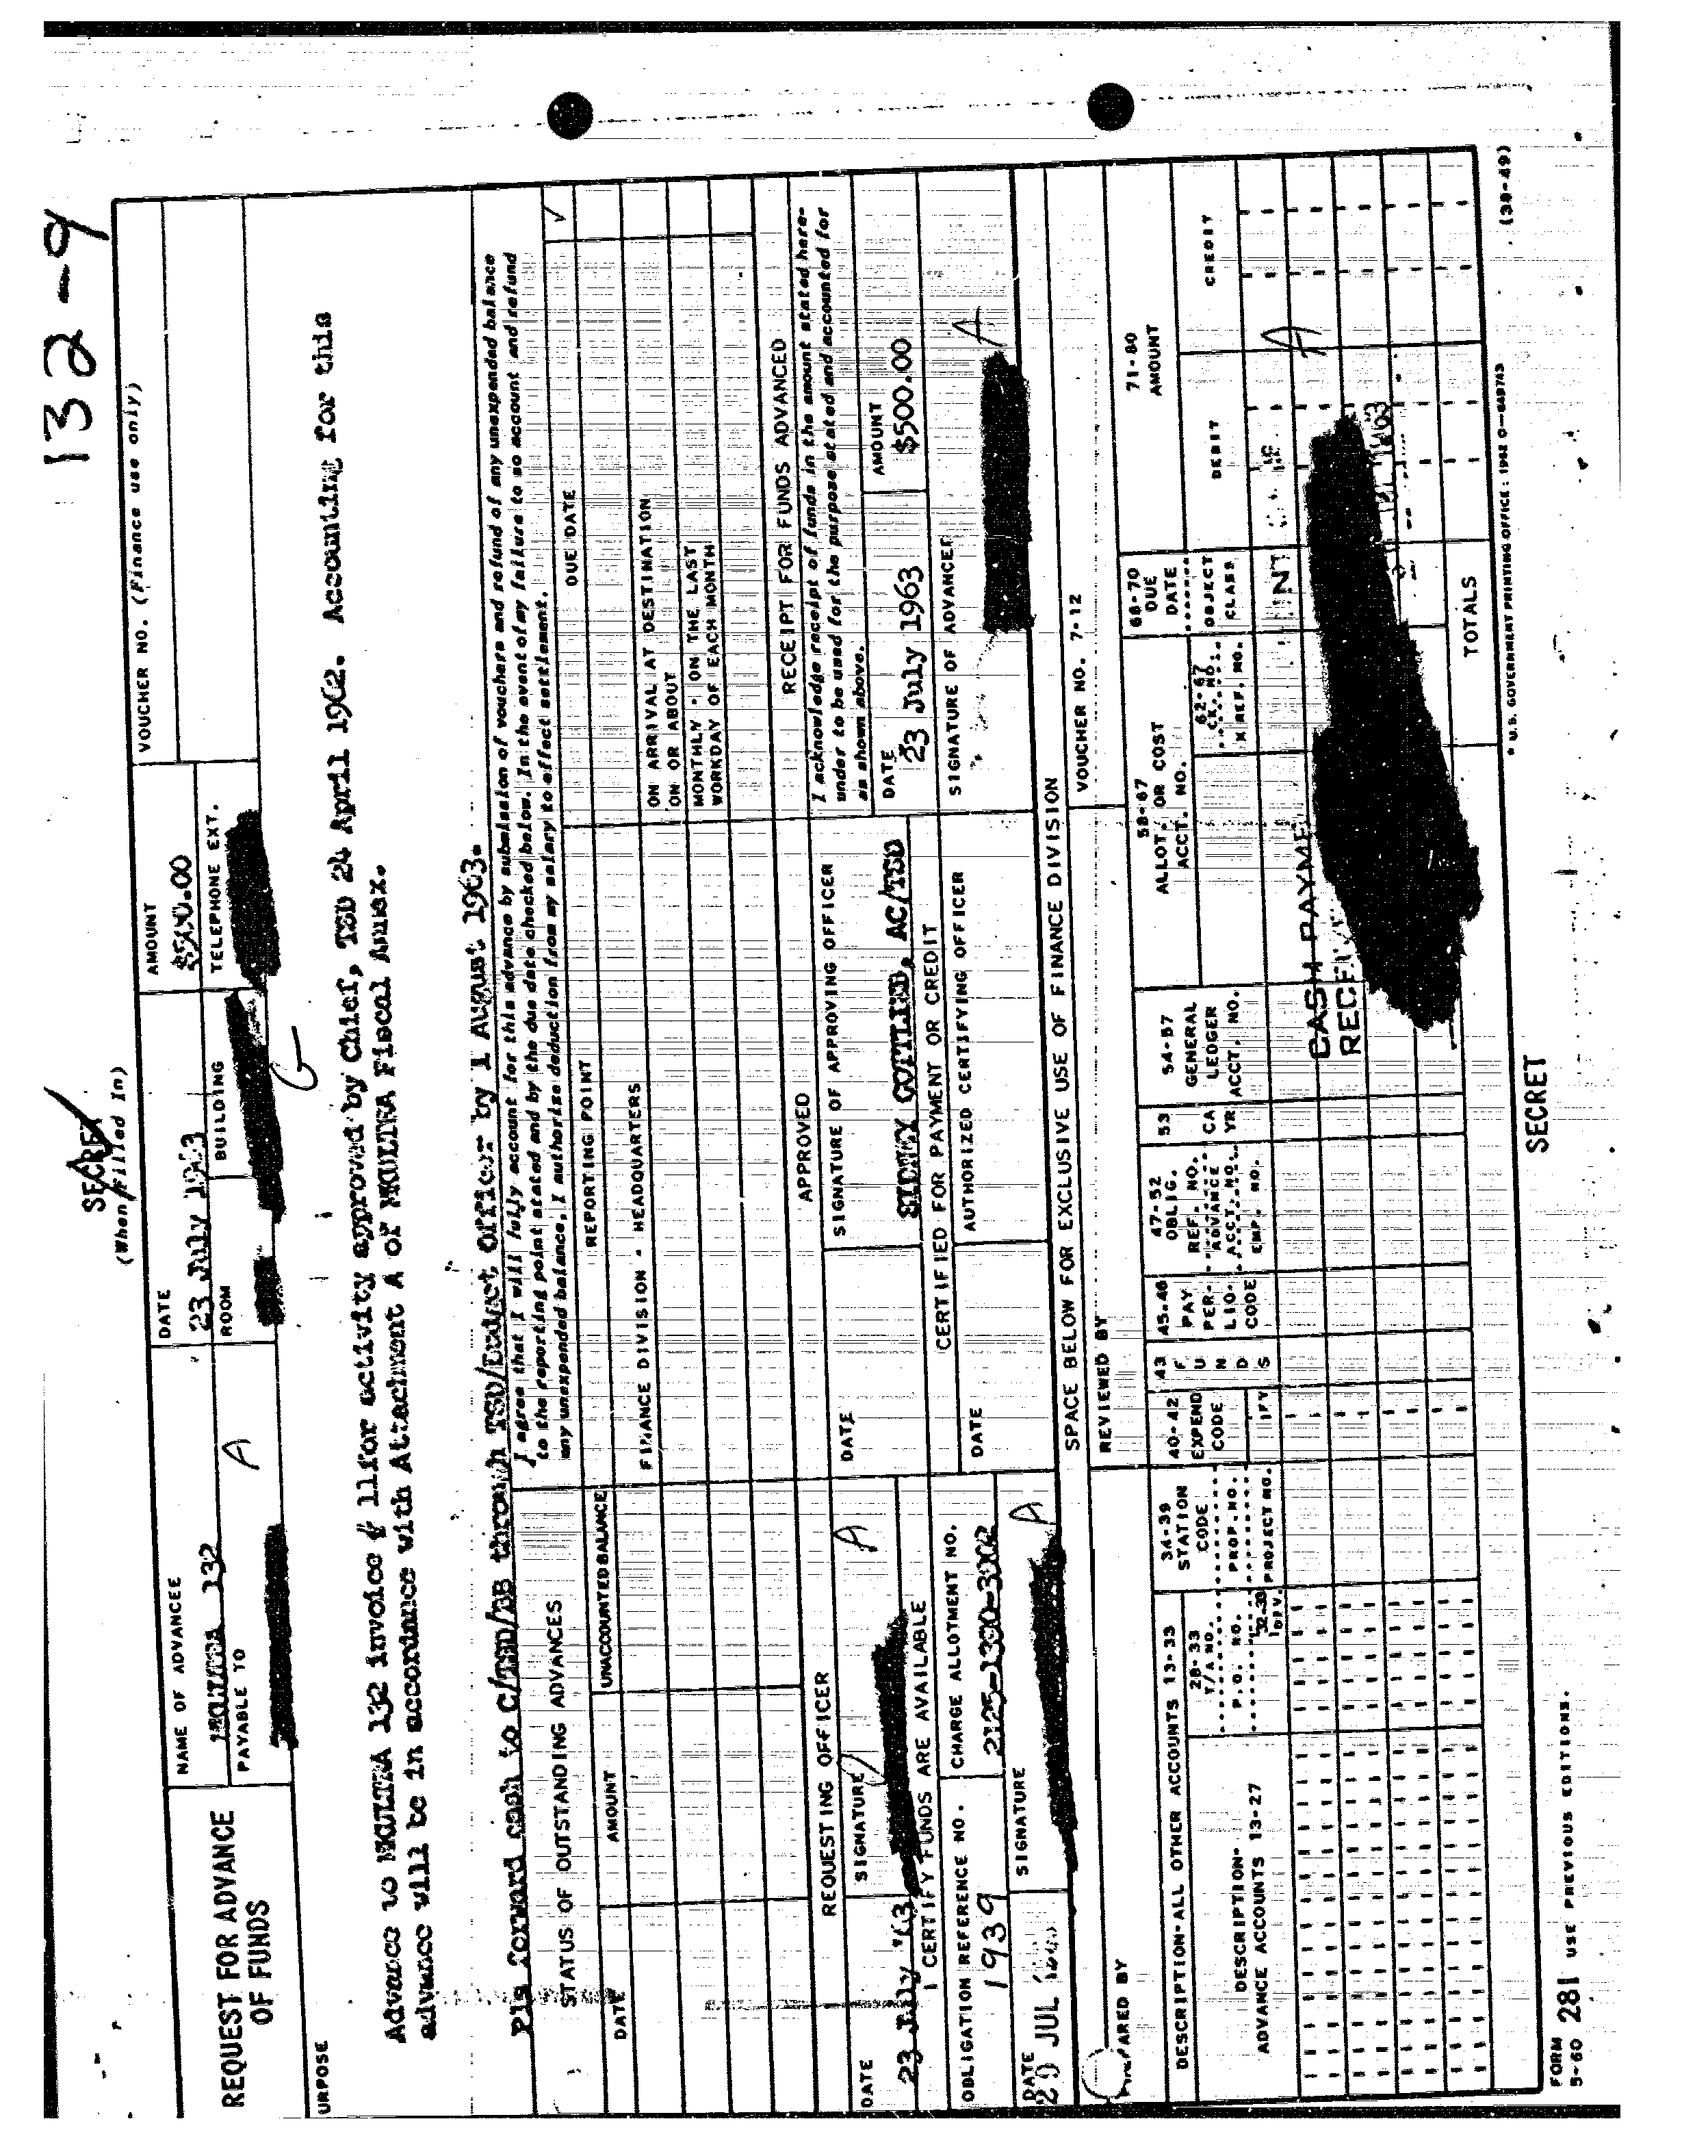 132-9
SECRET
(When Filled In)
REQUEST FOR ADVANCE
OF FUNDS
NAME OF ADVANCEE
MKULTRA 132
DATE
23 July 1963
AMOUNT
$500.00
VOUCHER NO. (Finance use only)
PAYABLE TO
A
ROOM
BUILDING
TELEPHONE EXT.
G
URPOSE
Advance to MKULTRA 132 invoice # 11for activity approved by Chief, TSD 24 April 1962. Accounting for this
advance will be in accordance with Attachment A of MKULTRA Fiscal Annex.
Pls forward cash to C/TSD/BB through TSD/Budget Officer by 1 August 1963.
I agree that I will fully account for this advance by submission of vouchers and refund of any unexpended balance
to the reporting point stated and by the due date checked below. In the event of my failure to so account and refund
any unexpended balance, I authorize deduction from my salary to effect settlement.
STATUS OF OUTSTANDING ADVANCES
REPORTING POINT
DUE DATE
✓
DATE
AMOUNT
UNACCOUNTED BALANCE
FINANCE DIVISION - HEADQUARTERS
ON ARRIVAL AT DESTINATION
ON OR ABOUT
MONTHLY - ON THE LAST
WORKDAY OF EACH MONTH
REQUESTING OFFICER
APPROVED
RECEIPT FOR FUNDS ADVANCED
I acknowledge receipt of funds in the amount stated here-
under to be used for the purpose stated and accounted for
as shown above.
DATE
23 July '63
SIGNATURE
A
DATE
SIGNATURE OF APPROVING OFFICER
SIDNEY GOTTLIEB, AC/TSD
DATE
23 July 1963
AMOUNT
$500.00
I CERTIFY FUNDS ARE AVAILABLE
CERTIFIED FOR PAYMENT OR CREDIT
SIGNATURE OF ADVANCEE
A
OBLIGATION REFERENCE NO.
1939
CHARGE ALLOTMENT NO.
2125-1390-3902
DATE
AUTHORIZED CERTIFYING OFFICER
DATE
JUL
SIGNATURE
A
SPACE BELOW FOR EXCLUSIVE USE OF FINANCE DIVISION
PREPARED BY
REVIEWED BY
VOUCHER NO. 7-12
DESCRIPTION-ALL OTHER ACCOUNTS 13-33
DESCRIPTION-
ADVANCE ACCOUNTS 13-27
28-33
T/A NO.
P.O. NO.
32-33
DIV.
34-39
STATION
CODE
PROP. NO.
PROJECT NO.
40-42
EXPEND
CODE
IFY
43
F
U
N
D
S
45-46
PAY
PER-
IOD
CODE
47-52
OBLIG.
REF. NO.
ADVANCE
ACCT. NO.
EMP. NO.
53
CA
YR
54-57
GENERAL
LEDGER
ACCT. NO.
58-67
ALLOT. OR COST
ACCT. NO.
62-67
CK. NO.
X REF. NO.
68-70
DUE
DATE
OBJECT
CLASS
71-80
AMOUNT
DEBIT
CREDIT
A
CASH PAYME
TOTALS
FORM
5-60 281 USE PREVIOUS EDITIONS.
SECRET
* U.S. GOVERNMENT PRINTING OFFICE:
(38-49)